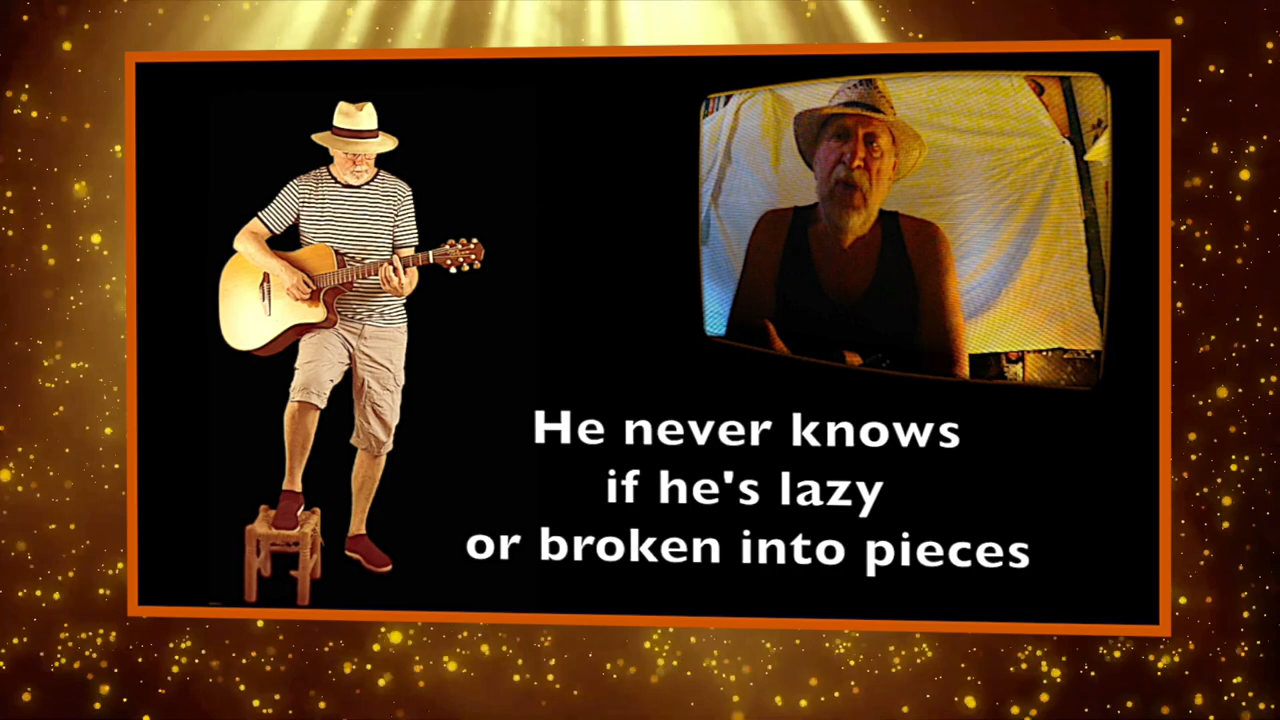 He never knows
if he's lazy
or broken into pieces